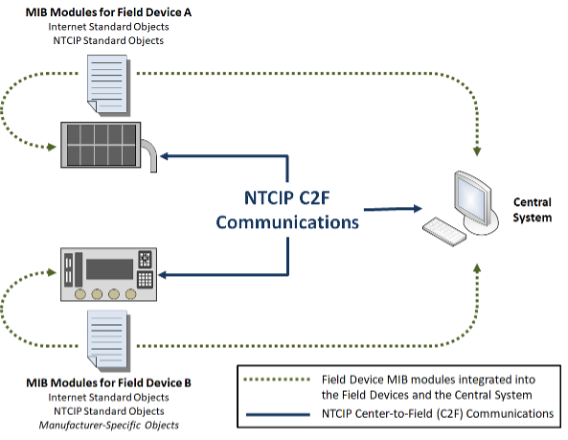 MIB Modules for Field Device A
Internet Standard Objects
NTCIP Standard Objects
NTCIP C2F
Communications
Central
System
MIB Modules for Field Device B
Internet Standard Objects
NTCIP Standard Objects
Manufacturer-Specific Objects
Field Device MIB modules integrated into
the Field Devices and the Central System
NTCIP Center-to-Field (C2F) Communications